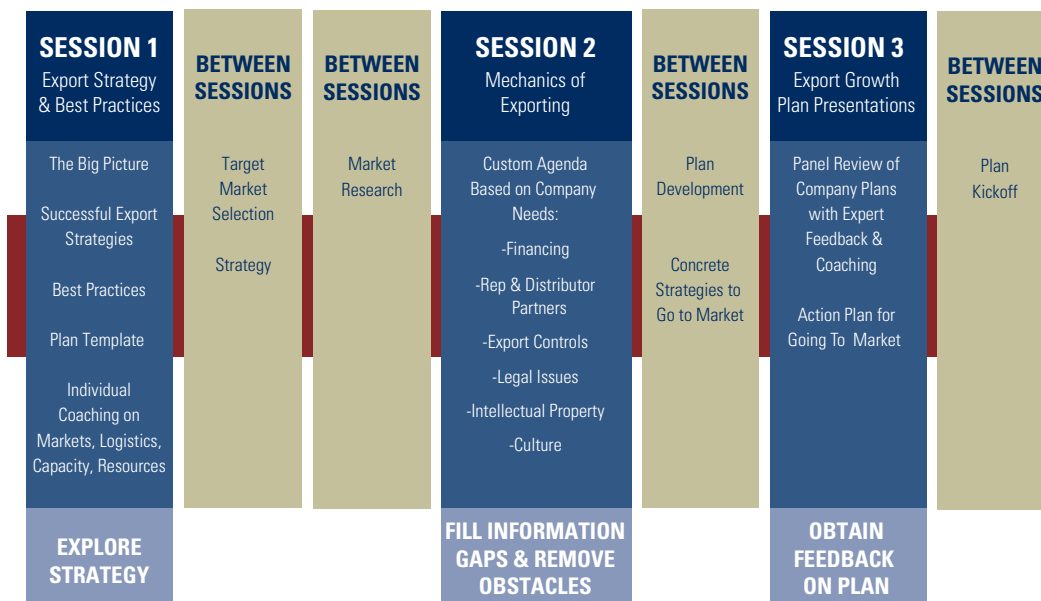 SESSION 1
Export Strategy
& Best Practices
The Big Picture
Successful Export
Strategies
Best Practices
Plan Template
Individual
Coaching on
Markets, Logistics,
Capacity, Resources
EXPLORE
STRATEGY
BETWEEN
SESSIONS
Target
Market
Selection
Strategy
BETWEEN
SESSIONS
Market
Research
SESSION 2
Mechanics of
Exporting
Custom Agenda
Based on Company
Needs:
-Financing
-Rep & Distributor
Partners
-Export Controls
-Legal Issues
-Intellectual Property
-Culture
FILL INFORMATION
GAPS & REMOVE
OBSTACLES
BETWEEN
SESSIONS
Plan
Development
Concrete
Strategies to
Go to Market
SESSION 3
Export Growth
Plan Presentations
Panel Review of
Company Plans
with Expert
Feedback &
Coaching
Action Plan for
Going To Market
OBTAIN
FEEDBACK
ON PLAN
BETWEEN
SESSIONS
Plan
Kickoff